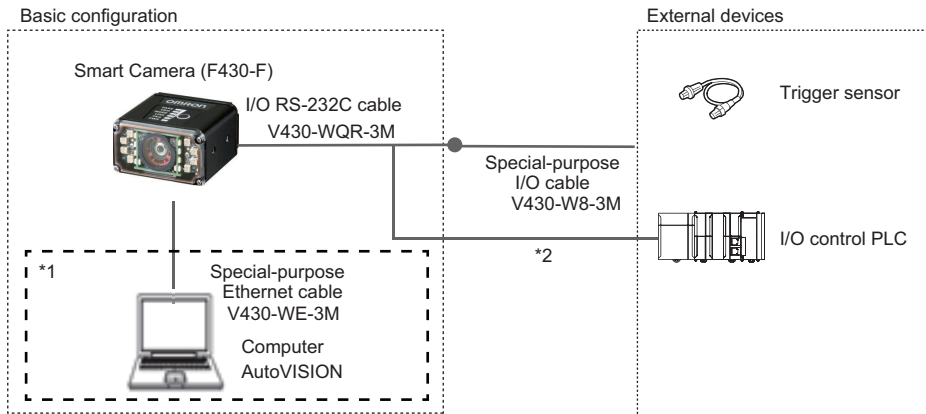 Basic configuration
External devices
Smart Camera (F430-F)
omron
I/O RS-232C cable
V430-WQR-3M
Trigger sensor
Special-purpose
I/O cable
V430-W8-3M
*2
I/O control PLC
*1
Special-purpose
Ethernet cable
V430-WE-3M
Computer
AutoVISION